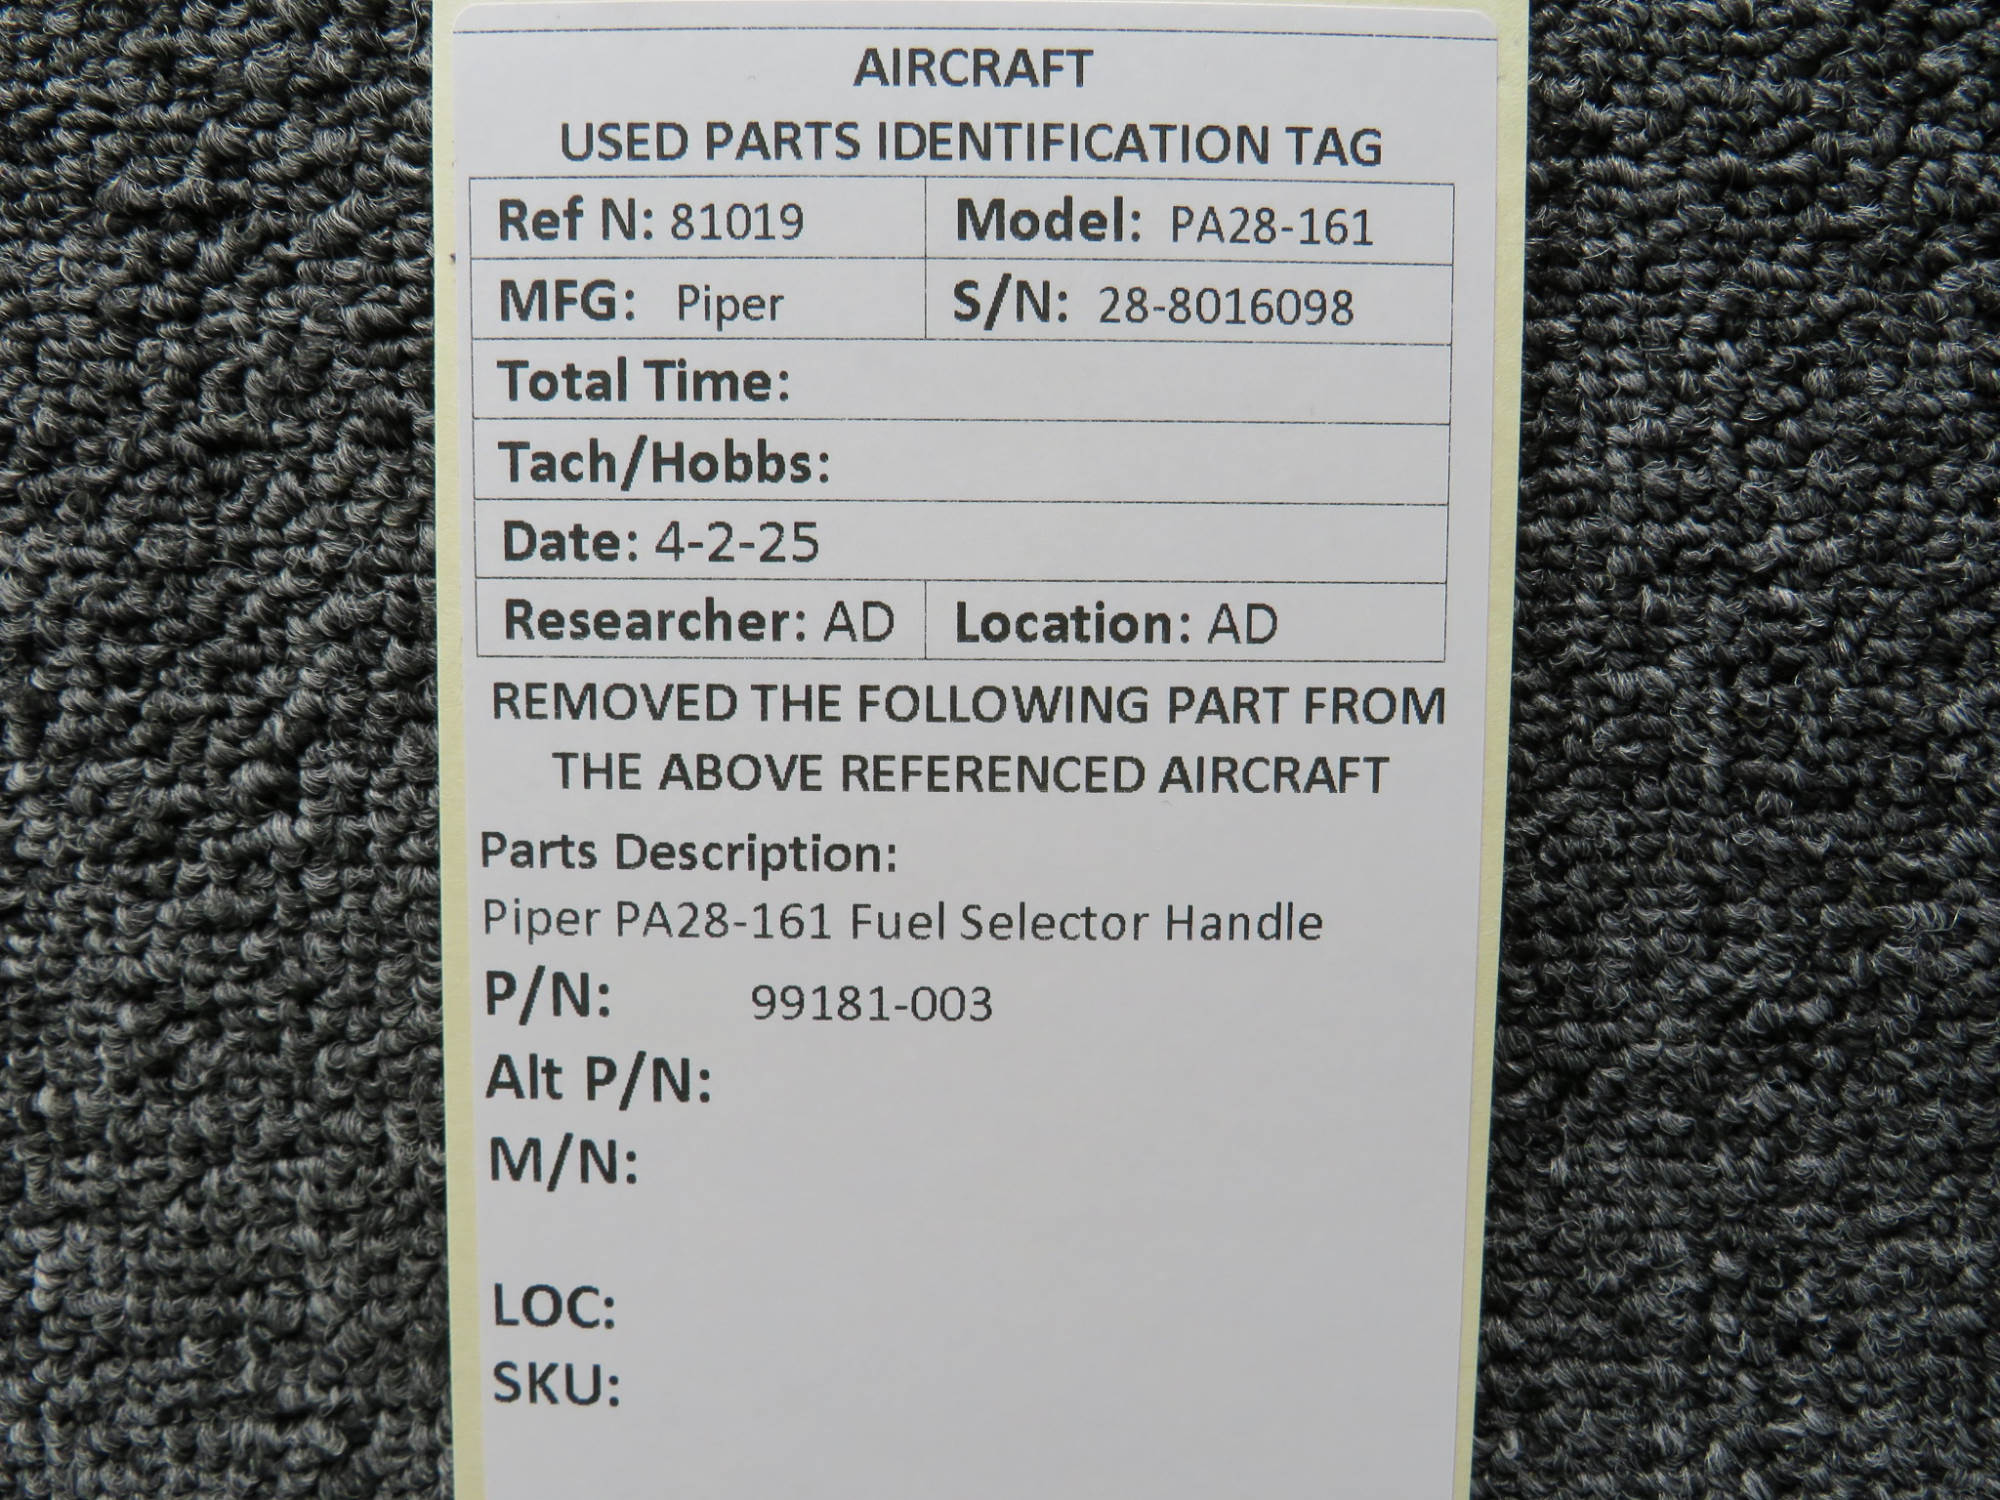 AIRCRAFT
USED PARTS IDENTIFICATION TAG
Ref N: 81019 Model: PA28-161
MFG: Piper S/N: 28-8016098
Total Time:
Tach/Hobbs:
Date: 4-2-25
Researcher: AD Location: AD
REMOVED THE FOLLOWING PART FROM
THE ABOVE REFERENCED AIRCRAFT
Parts Description:
Piper PA28-161 Fuel Selector Handle
P/N: 99181-003
Alt P/N:
M/N:
LOC:
SKU: